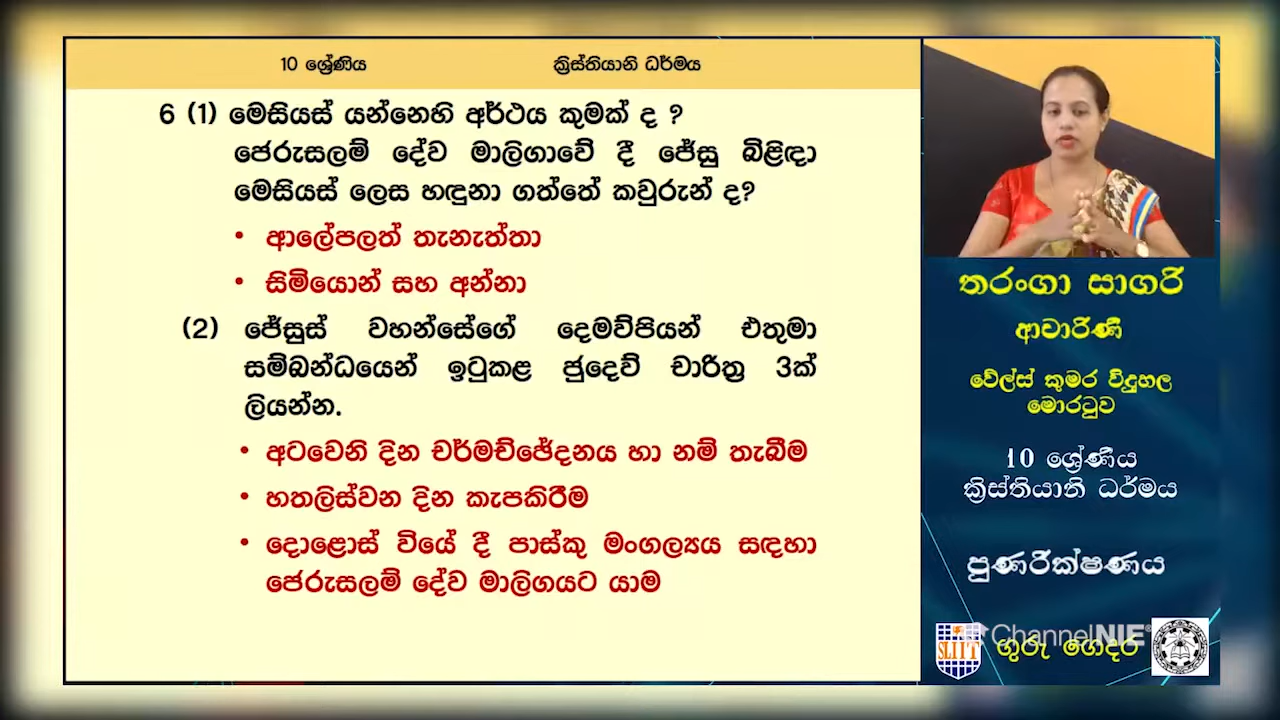 10 ශ්‍රේණිය ක්‍රිස්තියානි ධර්මය
6 (1) මෙසියස් යන්නෙහි අර්ථය කුමක් ද ?
ජෙරුසලම් දේව මාලිගාවේ දී ජේසු බිළිඳා
මෙසියස් ලෙස හඳුනා ගත්තේ කවුරුන් ද?
• ආලේපලත් තැනැත්තා
• සිමියොන් සහ අන්නා
(2) ජේසුස් වහන්සේගේ දෙමව්පියන් එතුමා
සම්බන්ධයෙන් ඉටුකළ ජුදෙව් චාරිත්‍ර 3ක්
ලියන්න.
• අටවෙනි දින චර්මච්ඡේදනය හා නම් තැබීම
• හතලිස්වන දින කැපකිරීම
• දොළොස් වියේ දී පාස්කු මංගල්‍යය සඳහා
ජෙරුසලම් දේව මාලිගයට යාම
තරංගා සාගරි
ආචාරිණී
වේල්ස් කුමර විදුහල
මොරටුව
10 ශ්‍රේණිය
ක්‍රිස්තියානි ධර්මය
පුණරීක්ෂණය
ChannelNIE
SLIIT ගුරු ගෙදර